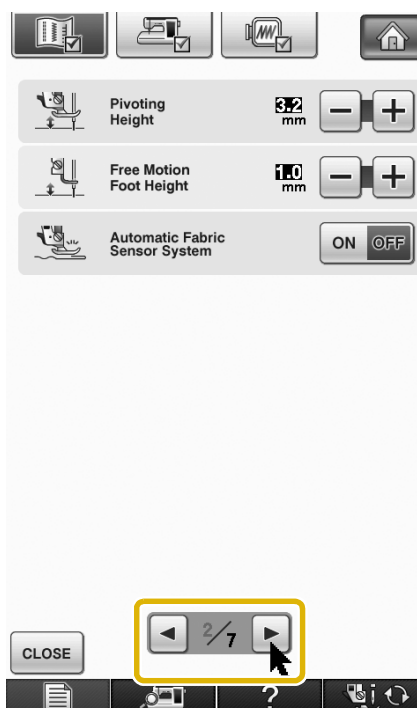 Pivoting
Height
3.2
mm
Free Motion
Foot Height
1.0
mm
Automatic Fabric
Sensor System
ON OFF
2/7
CLOSE
?
i